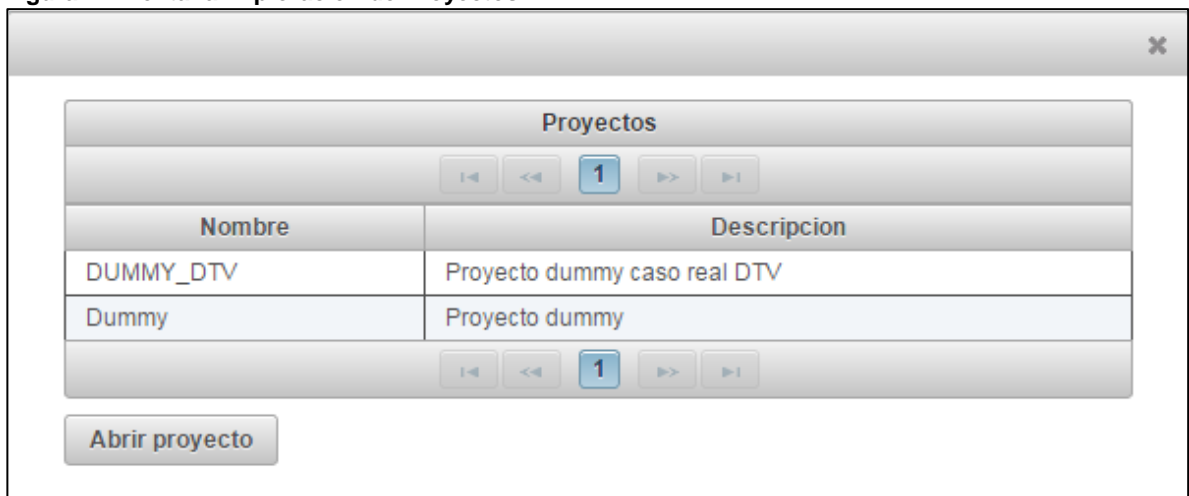 Proyectos
1
Nombre Descripcion
DUMMY_DTV Proyecto dummy caso real DTV
Dummy Proyecto dummy
1
Abrir proyecto